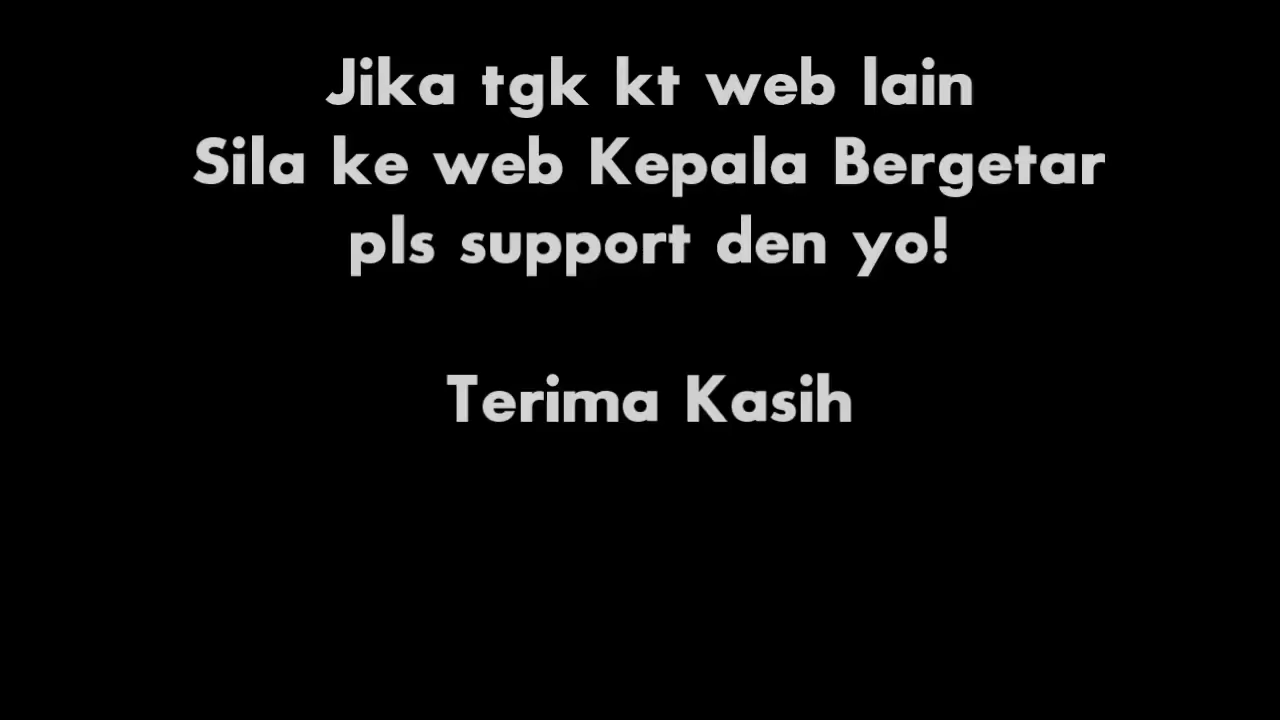 Jika tgk kt web lain
Sila ke web Kepala Bergetar
pls support den yo!
Terima Kasih